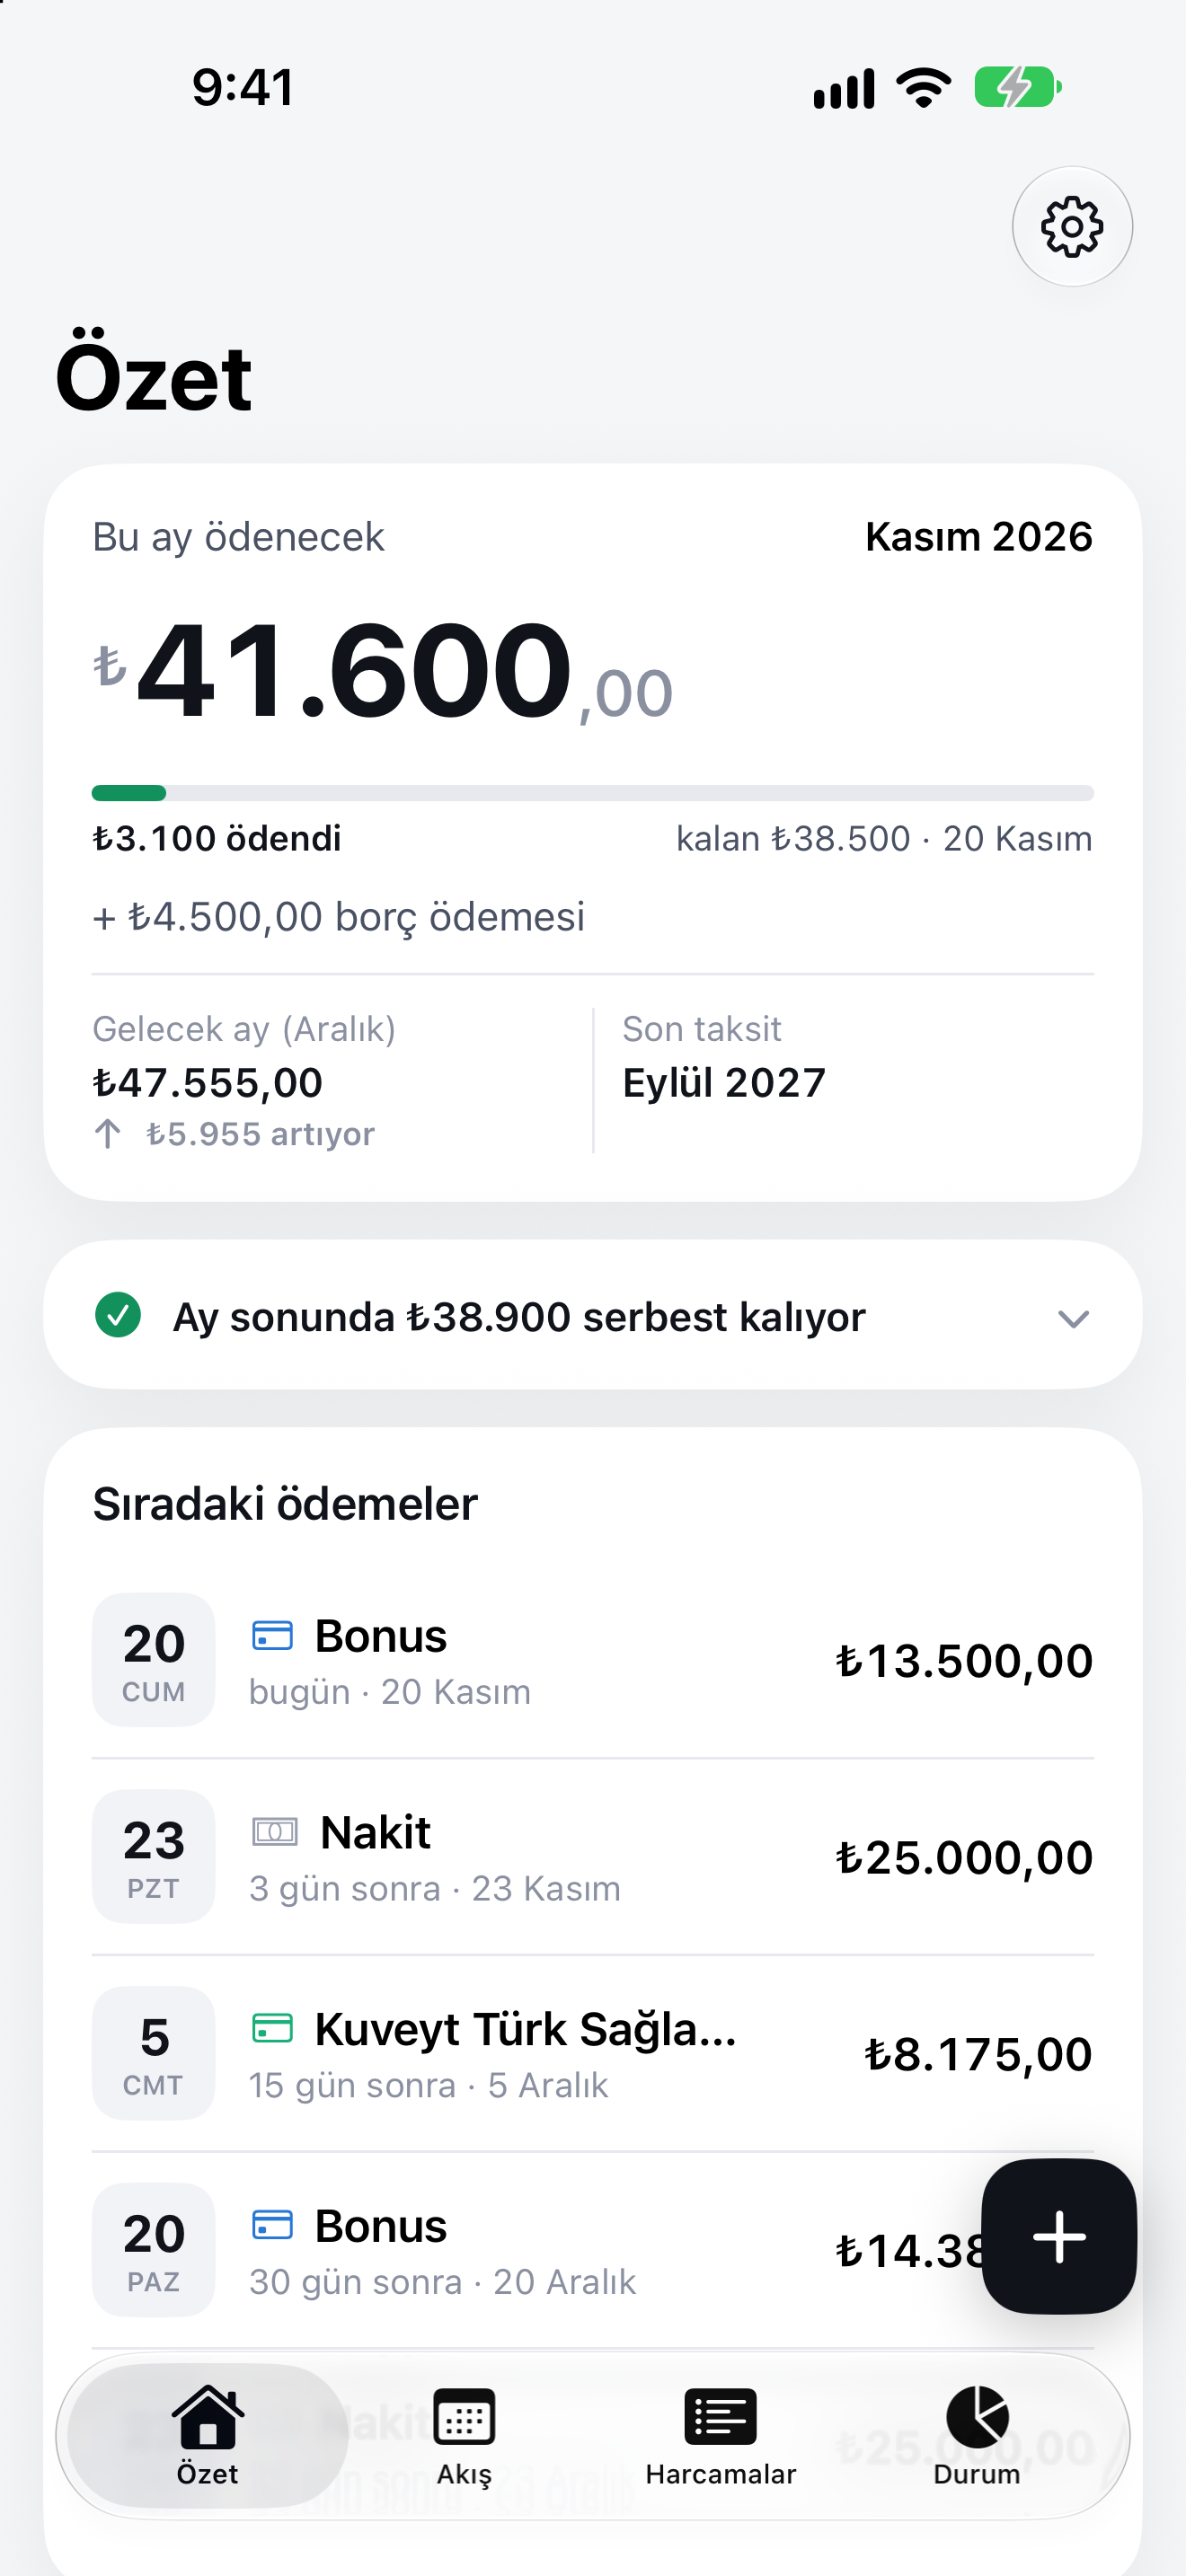 9:41
Özet
Bu ay ödenecek
Kasım 2026
₺41.600,00
₺3.100 ödendi
kalan ₺38.500 · 20 Kasım
+ ₺4.500,00 borç ödemesi
Gelecek ay (Aralık)
₺47.555,00
↑ ₺5.955 artıyor
Son taksit
Eylül 2027
Ay sonunda ₺38.900 serbest kalıyor
Sıradaki ödemeler
20 CUM
Bonus
bugün · 20 Kasım
₺13.500,00
23 PZT
Nakit
3 gün sonra · 23 Kasım
₺25.000,00
5 CMT
Kuveyt Türk Sağla...
15 gün sonra · 5 Aralık
₺8.175,00
20 PAZ
Bonus
30 gün sonra · 20 Aralık
₺14.38
Nakit
₺25.000,00
Özet
Akış
Harcamalar
Durum